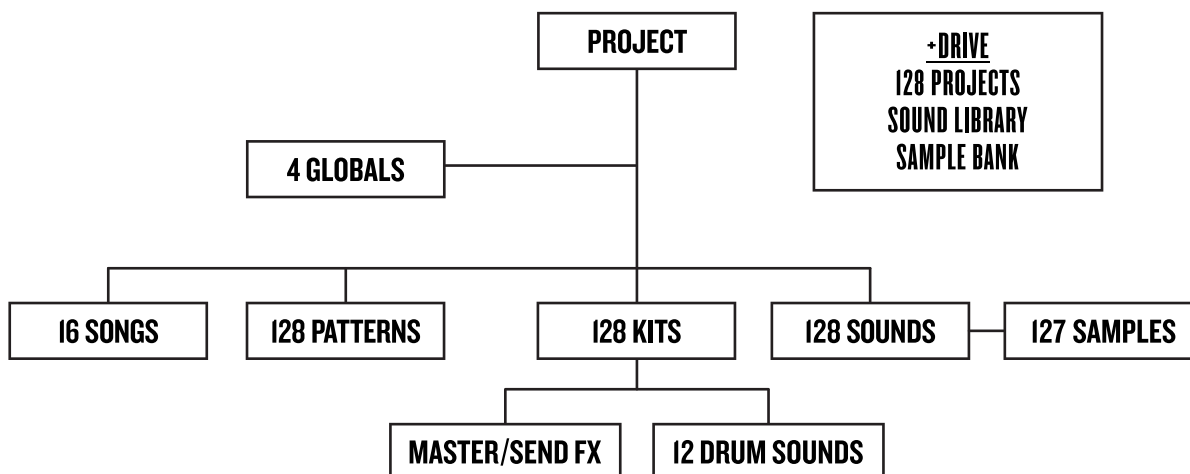 PROJECT
+DRIVE
128 PROJECTS
SOUND LIBRARY
SAMPLE BANK
4 GLOBALS
16 SONGS
128 PATTERNS
128 KITS
128 SOUNDS
127 SAMPLES
MASTER/SEND FX
12 DRUM SOUNDS